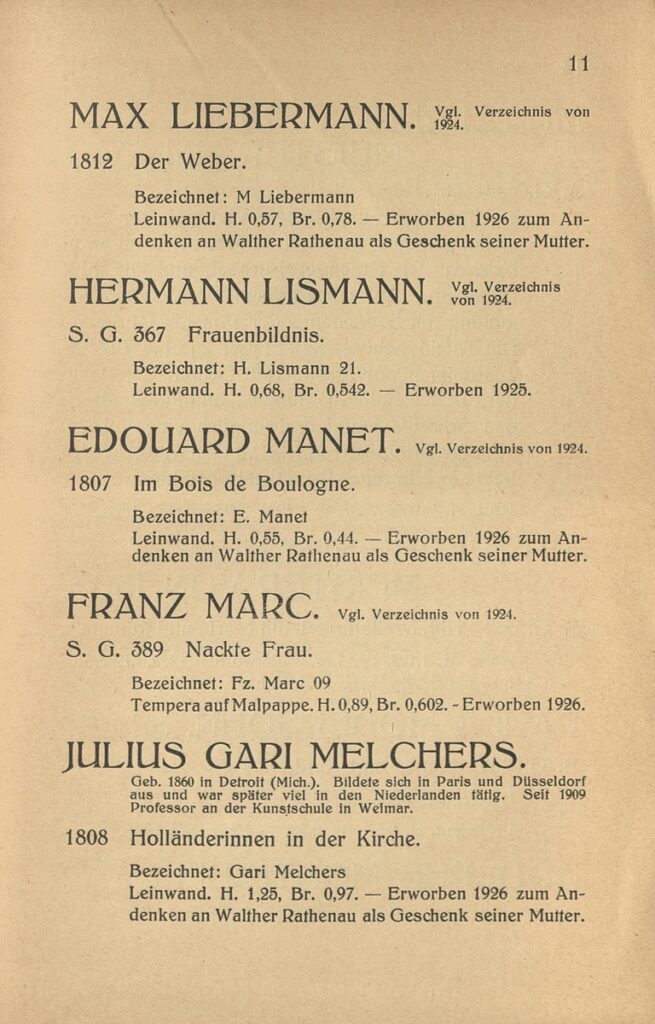 11
MAX LIEBERMANN. Vgl. Verzeichnis von
1924.
1812 Der Weber.
Bezeichnet: M Liebermann
Leinwand. H. 0,57, Br. 0,78. — Erworben 1926 zum An-
denken an Walther Rathenau als Geschenk seiner Mutter.
HERMANN LISMANN. Vgl. Verzeichnis
von 1924.
S. G. 367 Frauenbildnis.
Bezeichnet: H. Lismann 21.
Leinwand. H. 0,68, Br. 0,542. — Erworben 1925.
EDOUARD MANET. Vgl. Verzeichnis von 1924.
1807 Im Bois de Boulogne.
Bezeichnet: E. Manet
Leinwand. H. 0,55, Br. 0,44. — Erworben 1926 zum An-
denken an Walther Rathenau als Geschenk seiner Mutter.
FRANZ MARC. Vgl. Verzeichnis von 1924.
S. G. 389 Nackte Frau.
Bezeichnet: Fz. Marc 09
Tempera auf Malpappe. H. 0,89, Br. 0,602. - Erworben 1926.
JULIUS GARI MELCHERS.
Geb. 1860 in Detroit (Mich.). Bildete sich in Paris und Düsseldorf
aus und war später viel in den Niederlanden tätig. Seit 1909
Professor an der Kunstschule in Weimar.
1808 Holländerinnen in der Kirche.
Bezeichnet: Gari Melchers
Leinwand. H. 1,25, Br. 0,97. — Erworben 1926 zum An-
denken an Walther Rathenau als Geschenk seiner Mutter.